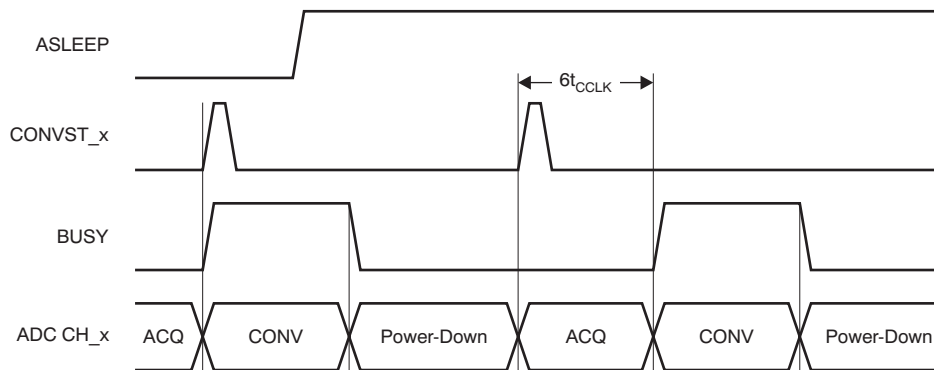 ASLEEP
6tCCLK
CONVST_x
BUSY
ADC CH_x ACQ CONV Power-Down ACQ CONV Power-Down